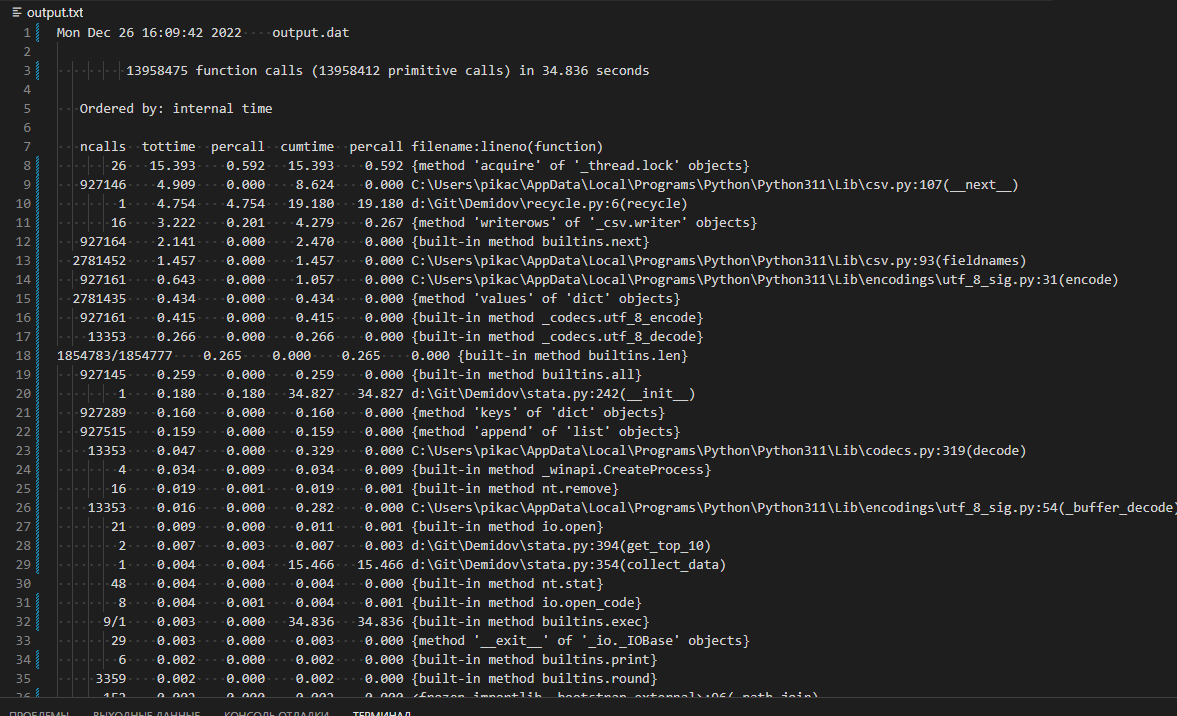 output.txt
1 Mon Dec 26 16:09:42 2022 output.dat
2
3 13958475 function calls (13958412 primitive calls) in 34.836 seconds
4
5 Ordered by: internal time
6
7 ncalls tottime percall cumtime percall filename:lineno(function)
8 26 15.393 0.592 15.393 0.592 {method 'acquire' of '_thread.lock' objects}
9 927146 4.909 0.000 8.624 0.000 C:\Users\pikac\AppData\Local\Programs\Python\Python311\Lib\csv.py:107(__next__)
10 1 4.754 4.754 19.180 19.180 d:\Git\Demidov\recycle.py:6(recycle)
11 16 3.222 0.201 4.279 0.267 {method 'writerows' of '_csv.writer' objects}
12 927164 2.141 0.000 2.470 0.000 {built-in method builtins.next}
13 2781452 1.457 0.000 1.457 0.000 C:\Users\pikac\AppData\Local\Programs\Python\Python311\Lib\csv.py:93(fieldnames)
14 927161 0.643 0.000 1.057 0.000 C:\Users\pikac\AppData\Local\Programs\Python\Python311\Lib\encodings\utf_8_sig.py:31(encode)
15 2781435 0.434 0.000 0.434 0.000 {method 'values' of 'dict' objects}
16 927161 0.415 0.000 0.415 0.000 {built-in method _codecs.utf_8_encode}
17 13353 0.266 0.000 0.266 0.000 {built-in method _codecs.utf_8_decode}
18 1854783/1854777 0.265 0.000 0.265 0.000 {built-in method builtins.len}
19 927145 0.259 0.000 0.259 0.000 {built-in method builtins.all}
20 1 0.180 0.180 34.827 34.827 d:\Git\Demidov\stata.py:242(__init__)
21 927289 0.160 0.000 0.160 0.000 {method 'keys' of 'dict' objects}
22 927515 0.159 0.000 0.159 0.000 {method 'append' of 'list' objects}
23 13353 0.047 0.000 0.329 0.000 C:\Users\pikac\AppData\Local\Programs\Python\Python311\Lib\codecs.py:319(decode)
24 4 0.034 0.009 0.034 0.009 {built-in method _winapi.CreateProcess}
25 16 0.019 0.001 0.019 0.001 {built-in method nt.remove}
26 13353 0.016 0.000 0.282 0.000 C:\Users\pikac\AppData\Local\Programs\Python\Python311\Lib\encodings\utf_8_sig.py:54(_buffer_decode)
27 21 0.009 0.000 0.011 0.001 {built-in method io.open}
28 2 0.007 0.003 0.007 0.003 d:\Git\Demidov\stata.py:394(get_top_10)
29 1 0.004 0.004 15.466 15.466 d:\Git\Demidov\stata.py:354(collect_data)
30 48 0.004 0.000 0.004 0.000 {built-in method nt.stat}
31 8 0.004 0.001 0.004 0.001 {built-in method io.open_code}
32 9/1 0.003 0.000 34.836 34.836 {built-in method builtins.exec}
33 29 0.003 0.000 0.003 0.000 {method '__exit__' of '_io._IOBase' objects}
34 6 0.002 0.000 0.002 0.000 {built-in method builtins.print}
35 3359 0.002 0.000 0.002 0.000 {built-in method builtins.round}
36 152 0.002 0.000 0.002 0.000 <frozen importlib._bootstrap_external>:96(_path_join)
ПРОБЛЕМЫ ВЫХОДНЫЕ ДАННЫЕ КОНСОЛЬ ОТЛАДКИ ТЕРМИНАЛ